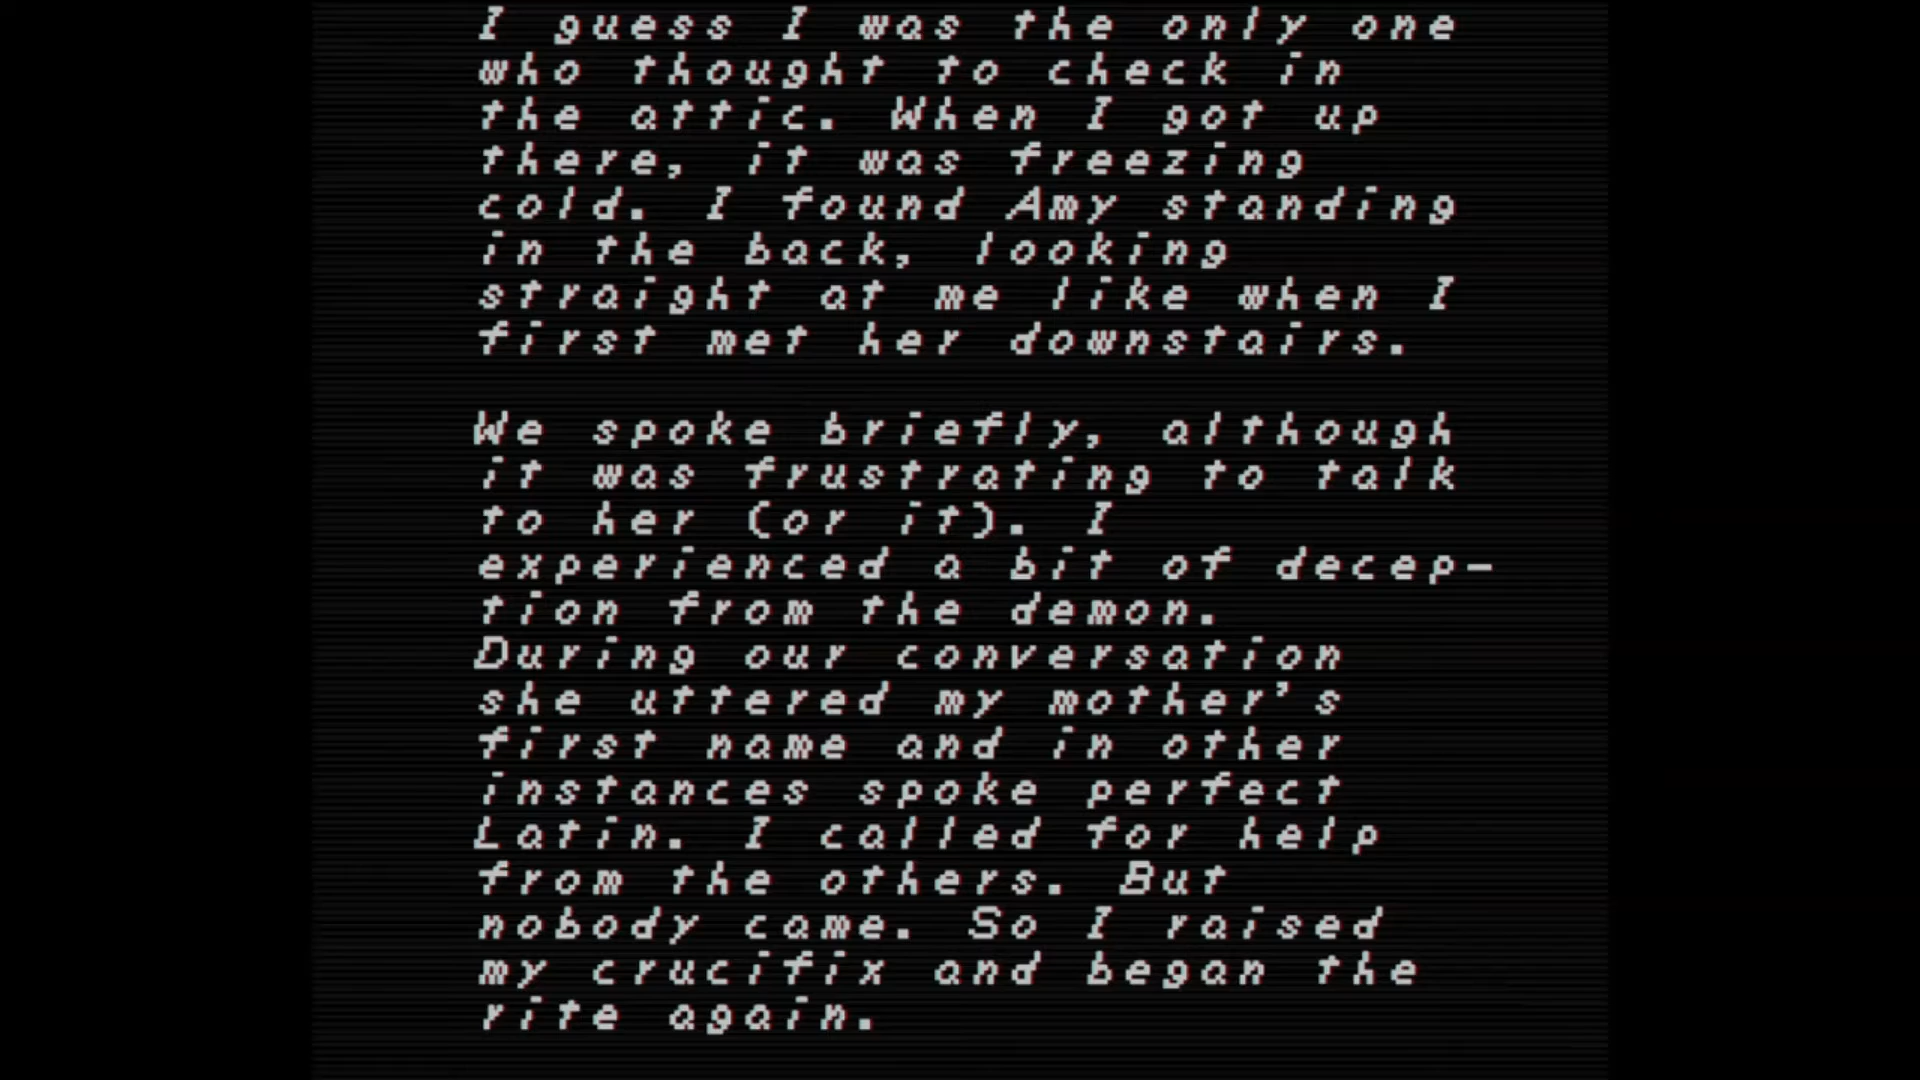 I guess I was the only one
who thought to check in
the attic. When I got up
there, it was freezing
cold. I found Amy standing
in the back, looking
straight at me like when I
first met her downstairs.
We spoke briefly, although
it was frustrating to talk
to her (or it). I
experienced a bit of decep-
tion from the demon.
During our conversation
she uttered my mother's
first name and in other
instances spoke perfect
Latin. I called for help
from the others. But
nobody came. So I raised
my crucifix and began the
rite again.